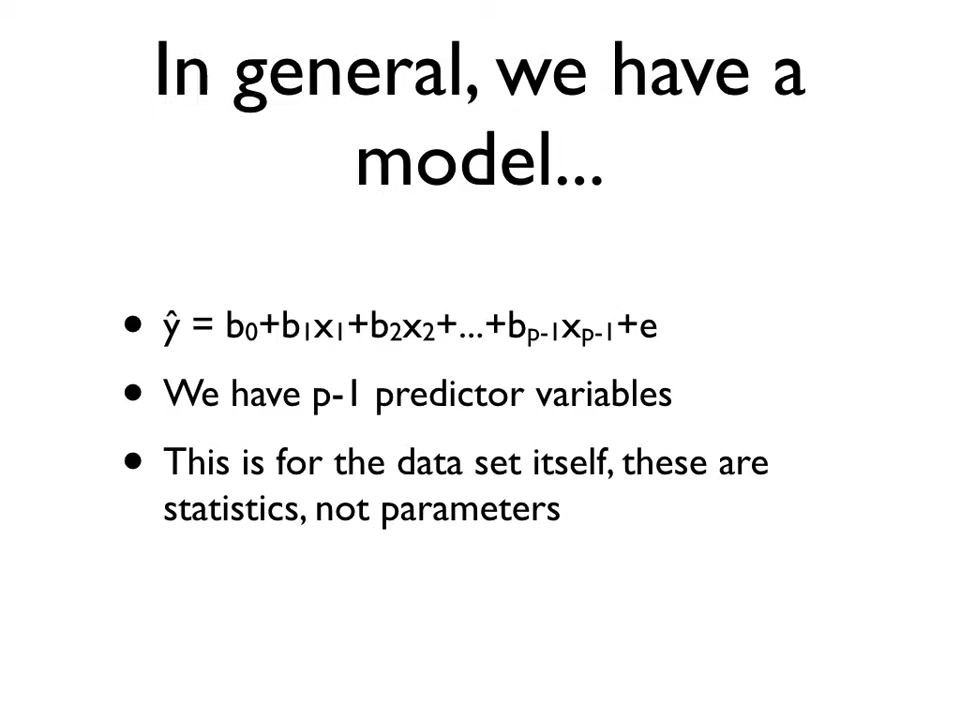 In general, we have a
model...
• ŷ = b₀+b₁x₁+b₂x₂+...+bₚ₋₁xₚ₋₁+e
• We have p-1 predictor variables
• This is for the data set itself, these are
statistics, not parameters